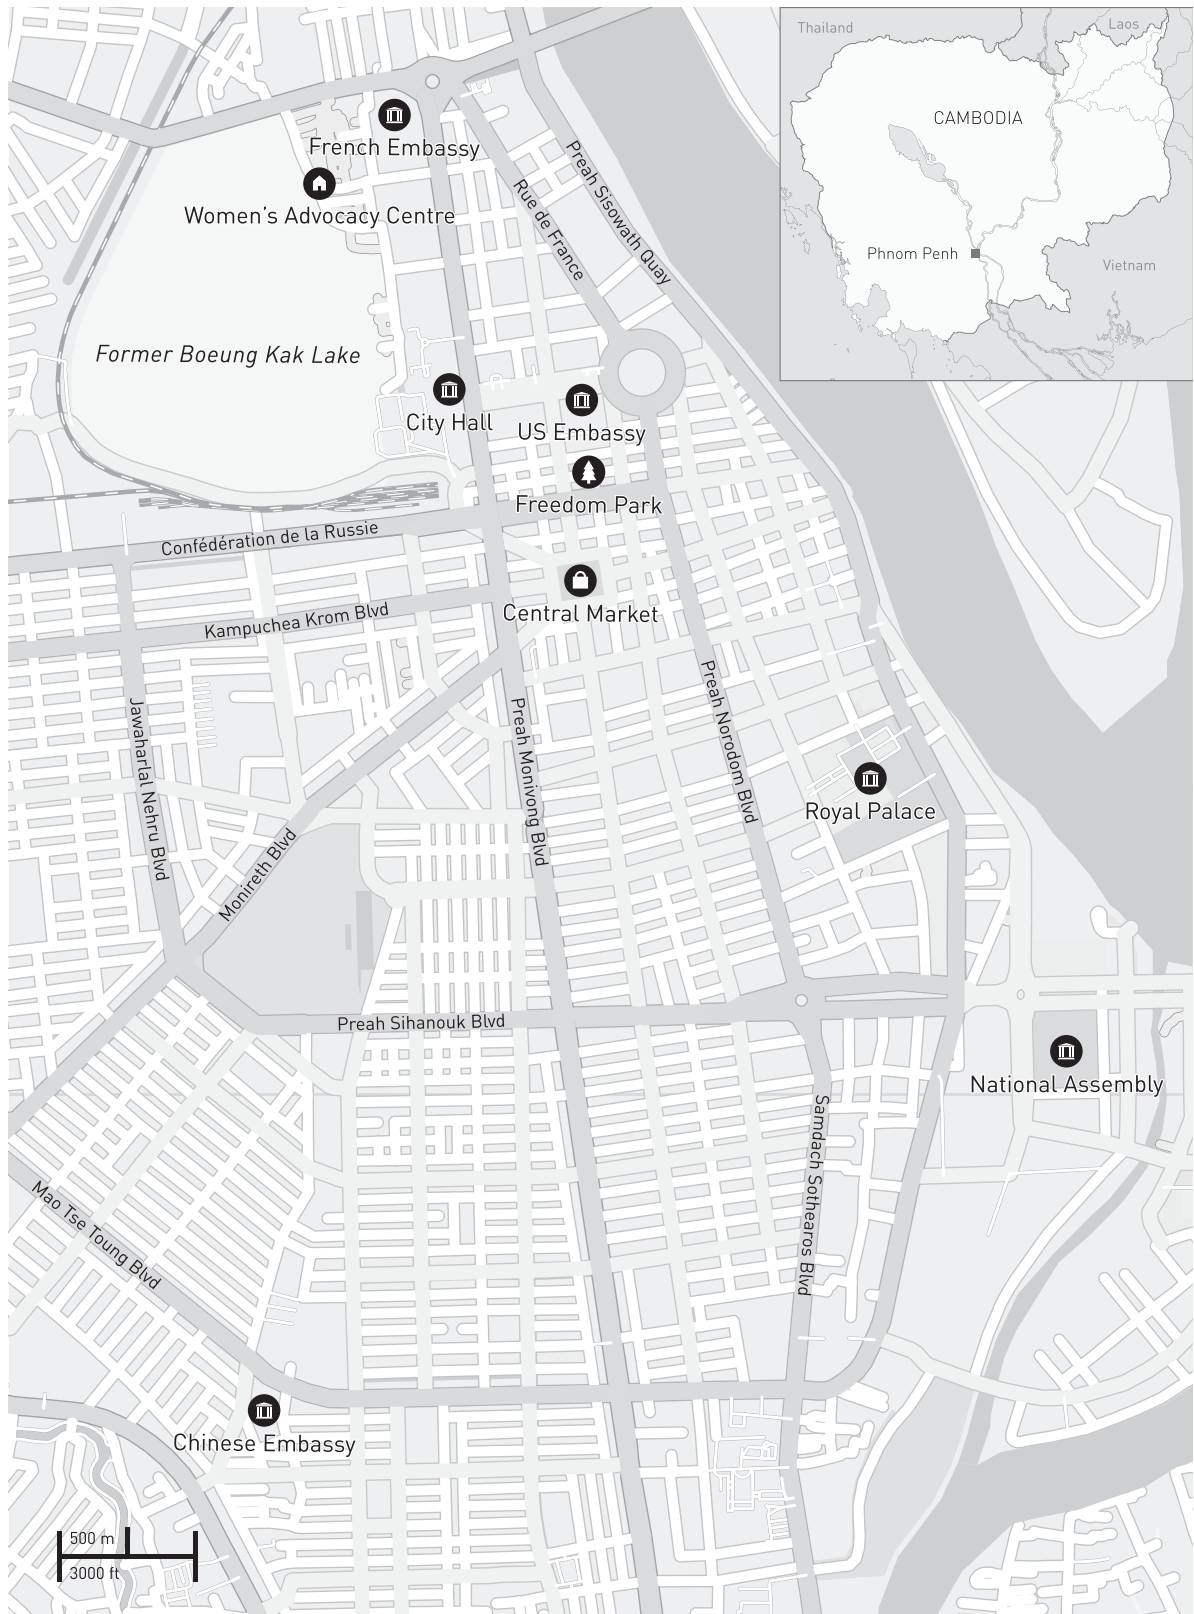 Thailand
Laos
CAMBODIA
Phnom Penh
Vietnam
French Embassy
Women's Advocacy Centre
Rue de France
Preah Sisowath Quay
Former Boeung Kak Lake
City Hall
US Embassy
Freedom Park
Confédération de la Russie
Central Market
Kampuchea Krom Blvd
Jawaharlal Nehru Blvd
Preah Monivong Blvd
Preah Norodom Blvd
Royal Palace
Monireth Blvd
Preah Sihanouk Blvd
National Assembly
Samdach Sothearos Blvd
Mao Tse Toung Blvd
Chinese Embassy
500 m
3000 ft